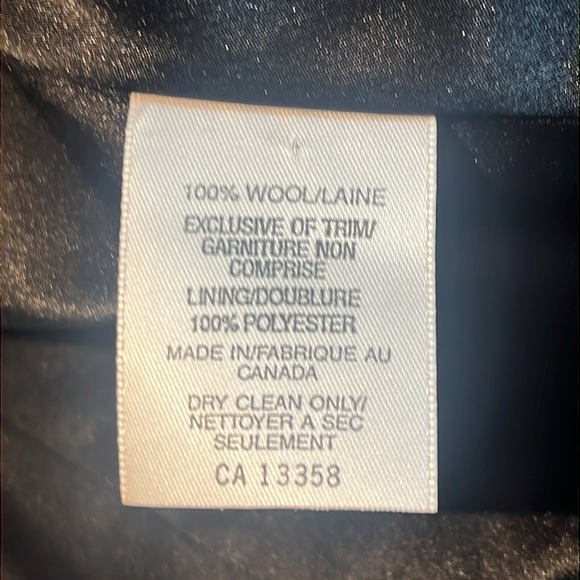 100% WOOL/LAINE
EXCLUSIVE OF TRIM/
GARNITURE NON
COMPRISE
LINING/DOUBLURE
100% POLYESTER
MADE IN/FABRIQUE AU
CANADA
DRY CLEAN ONLY/
NETTOYER A SEC
SEULEMENT
CA 13358